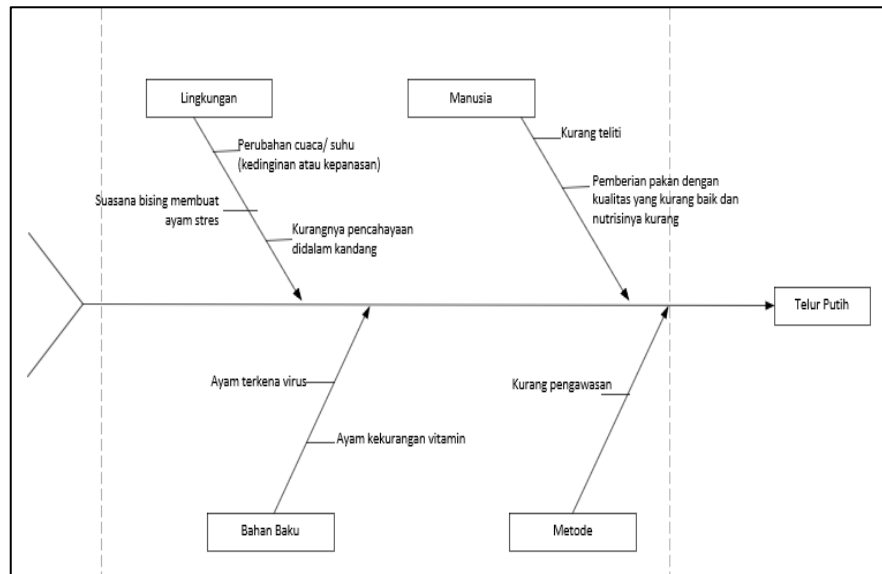 Lingkungan
Manusia
Perubahan cuaca/ suhu
(kedinginan atau kepanasan)
Suasana bising membuat
ayam stres
Kurangnya pencahayaan
didalam kandang
Kurang teliti
Pemberian pakan dengan
kualitas yang kurang baik dan
nutrisinya kurang
Telur Putih
Ayam terkena virus
Ayam kekurangan vitamin
Kurang pengawasan
Bahan Baku
Metode